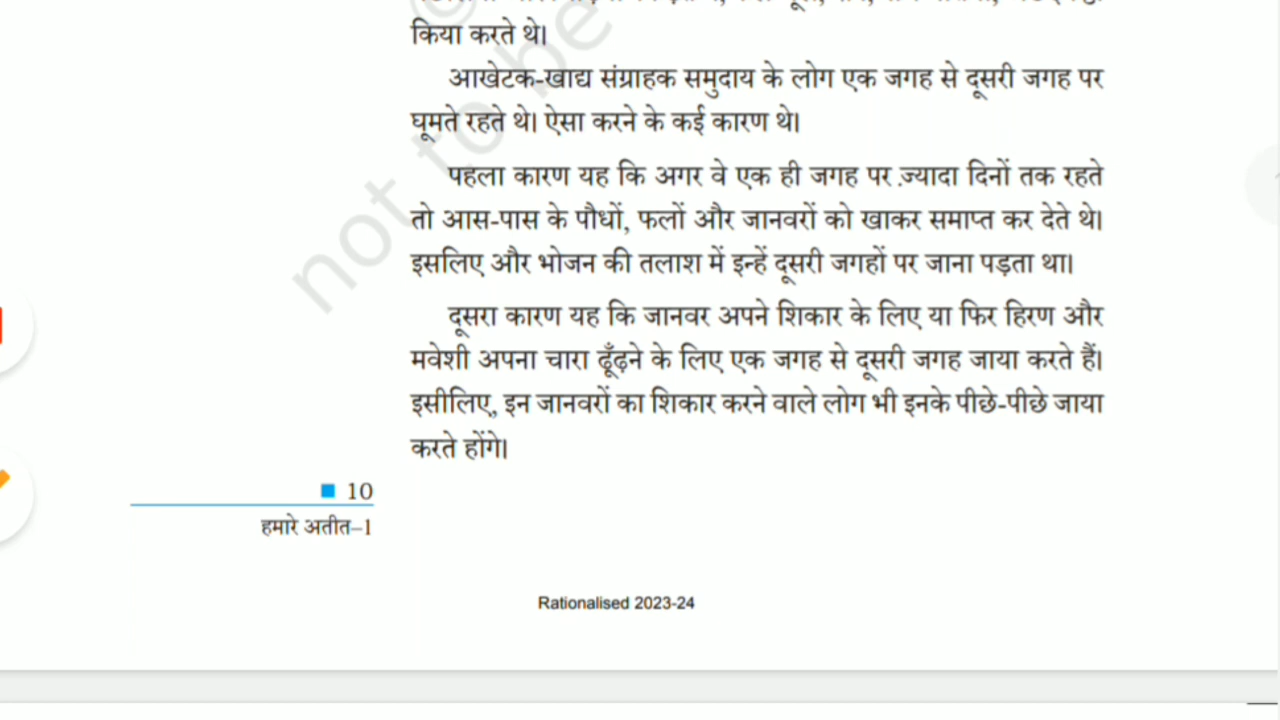 किया करते थे।
आखेटक-खाद्य संग्राहक समुदाय के लोग एक जगह से दूसरी जगह पर
घूमते रहते थे। ऐसा करने के कई कारण थे।
पहला कारण यह कि अगर वे एक ही जगह पर ज़्यादा दिनों तक रहते
तो आस-पास के पौधों, फलों और जानवरों को खाकर समाप्त कर देते थे।
इसलिए और भोजन की तलाश में इन्हें दूसरी जगहों पर जाना पड़ता था।
दूसरा कारण यह कि जानवर अपने शिकार के लिए या फिर हिरण और
मवेशी अपना चारा ढूँढ़ने के लिए एक जगह से दूसरी जगह जाया करते हैं।
इसीलिए, इन जानवरों का शिकार करने वाले लोग भी इनके पीछे-पीछे जाया
करते होंगे।
■ 10
हमारे अतीत–1
Rationalised 2023-24
not to be